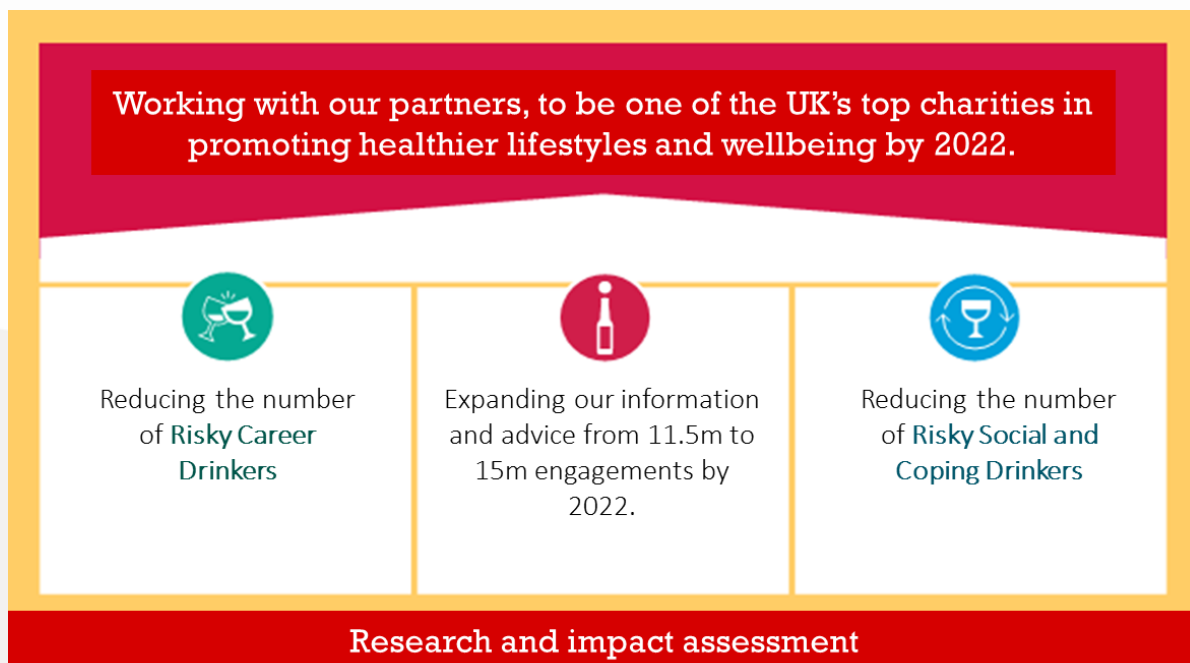 Working with our partners, to be one of the UK’s top charities in
promoting healthier lifestyles and wellbeing by 2022.
Reducing the number
of Risky Career
Drinkers
Expanding our information
and advice from 11.5m to
15m engagements by
2022.
Reducing the number
of Risky Social and
Coping Drinkers
Research and impact assessment